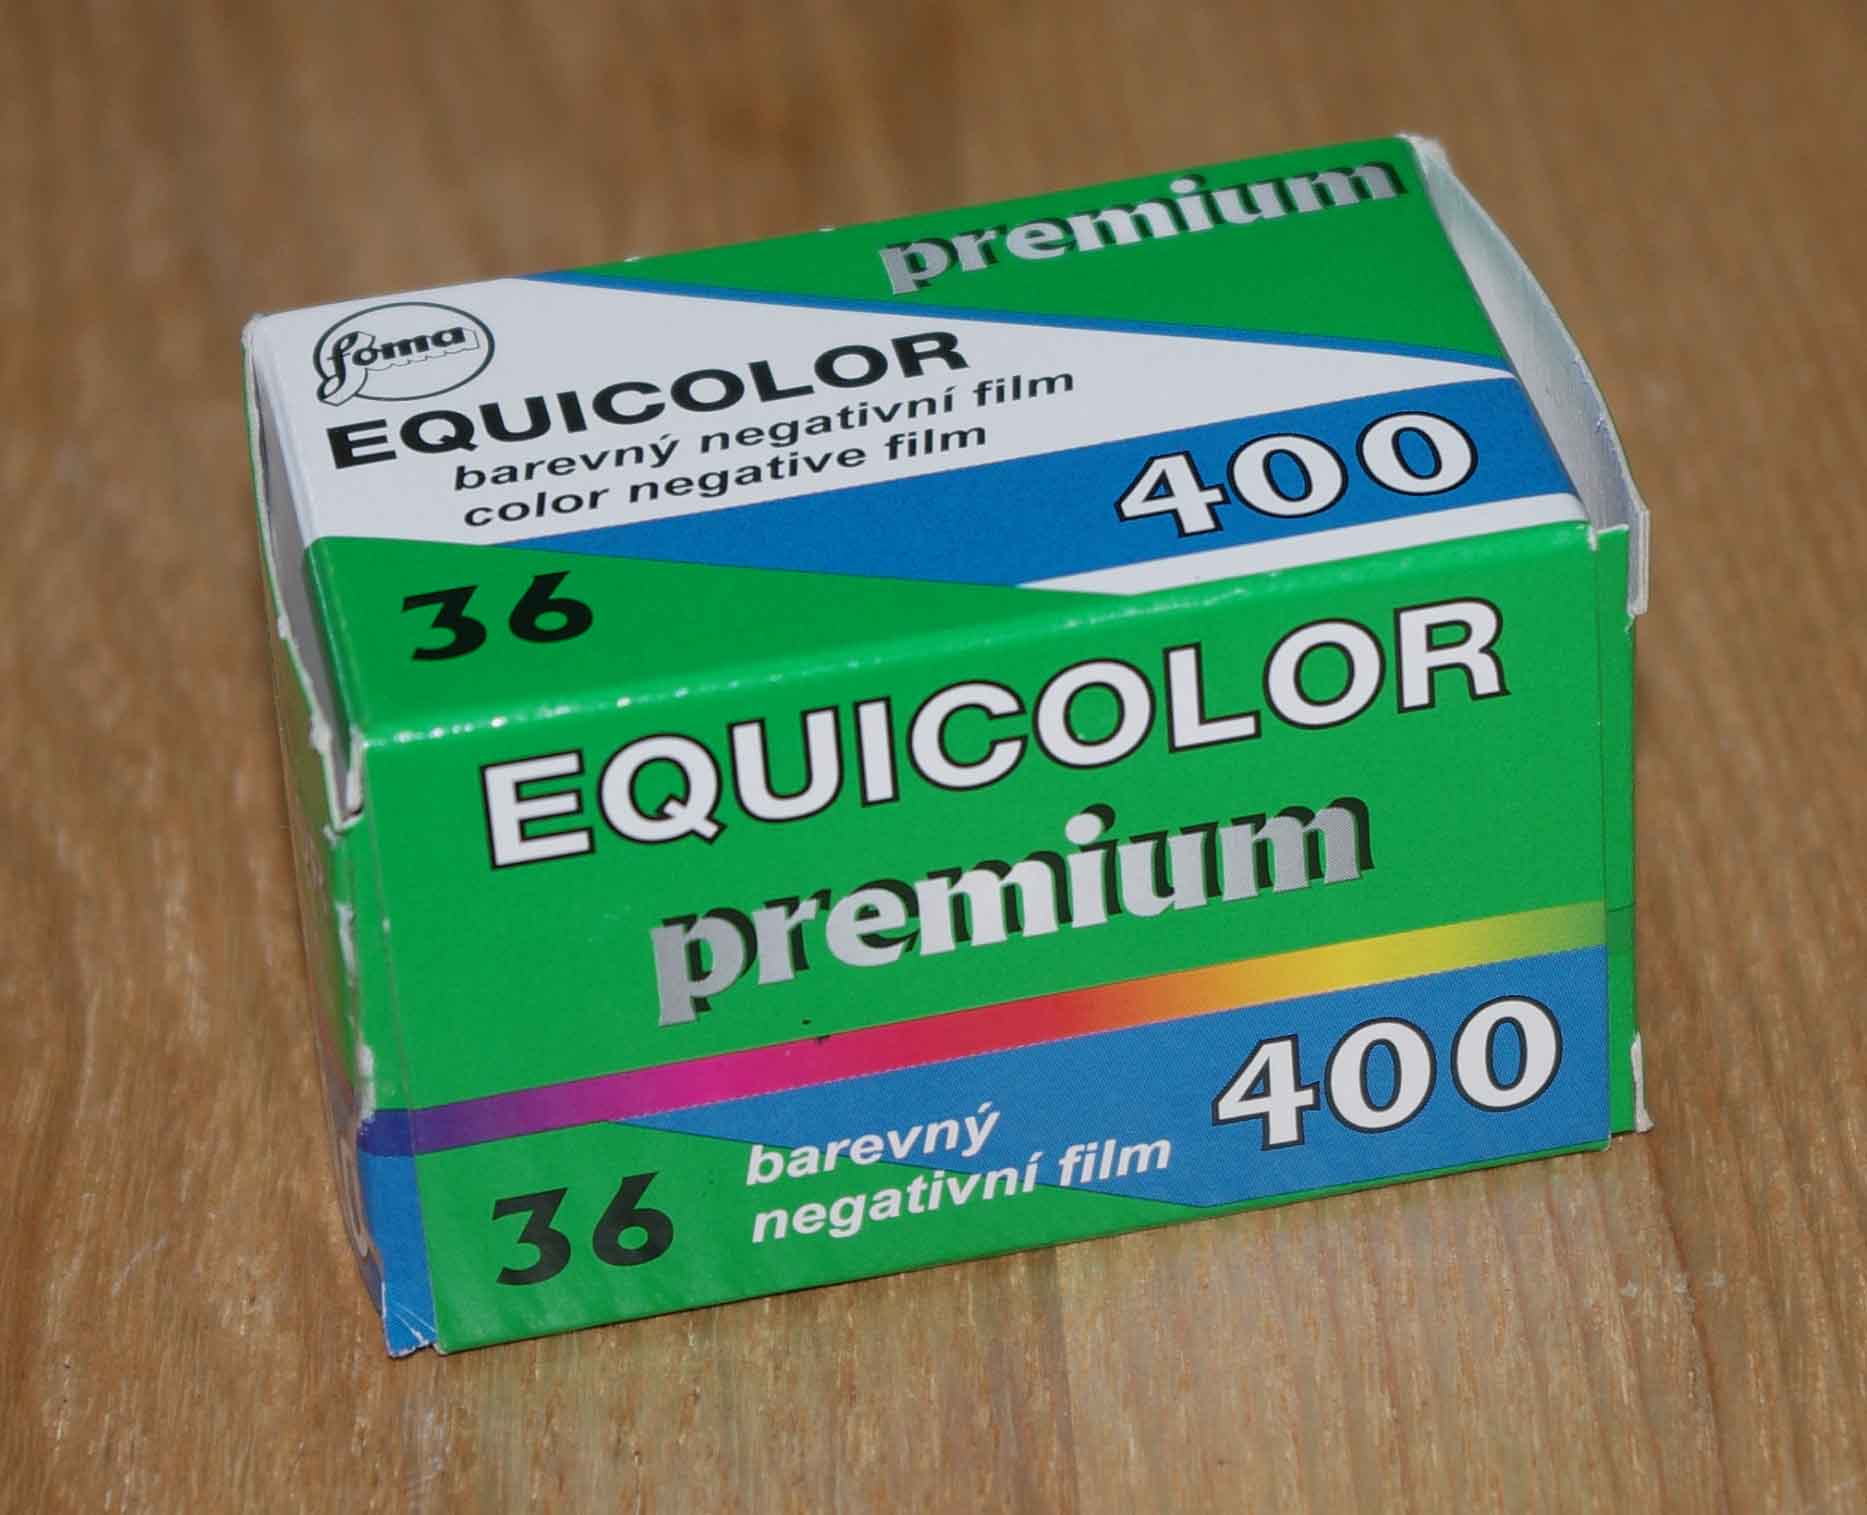 premium
foma
EQUICOLOR
barevný negativní film
color negative film
400
36
EQUICOLOR
premium
400
36
barevný
negativní film